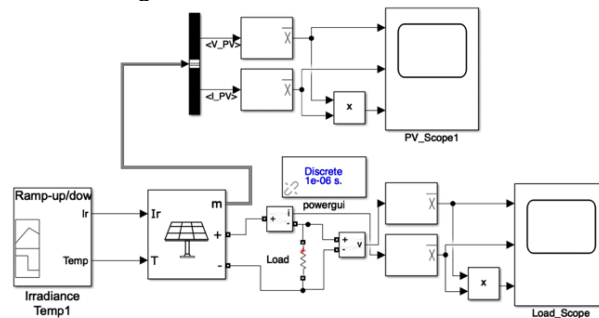 <V_PV>
<I_PV>
x
PV_Scope1
Discrete
1e-06 s.
powergui
Ramp-up/dow
Ir
Temp
Irradiance
Temp1
Ir
T
m
+
-
+
i
-
Load
+
-
v
x
Load_Scope